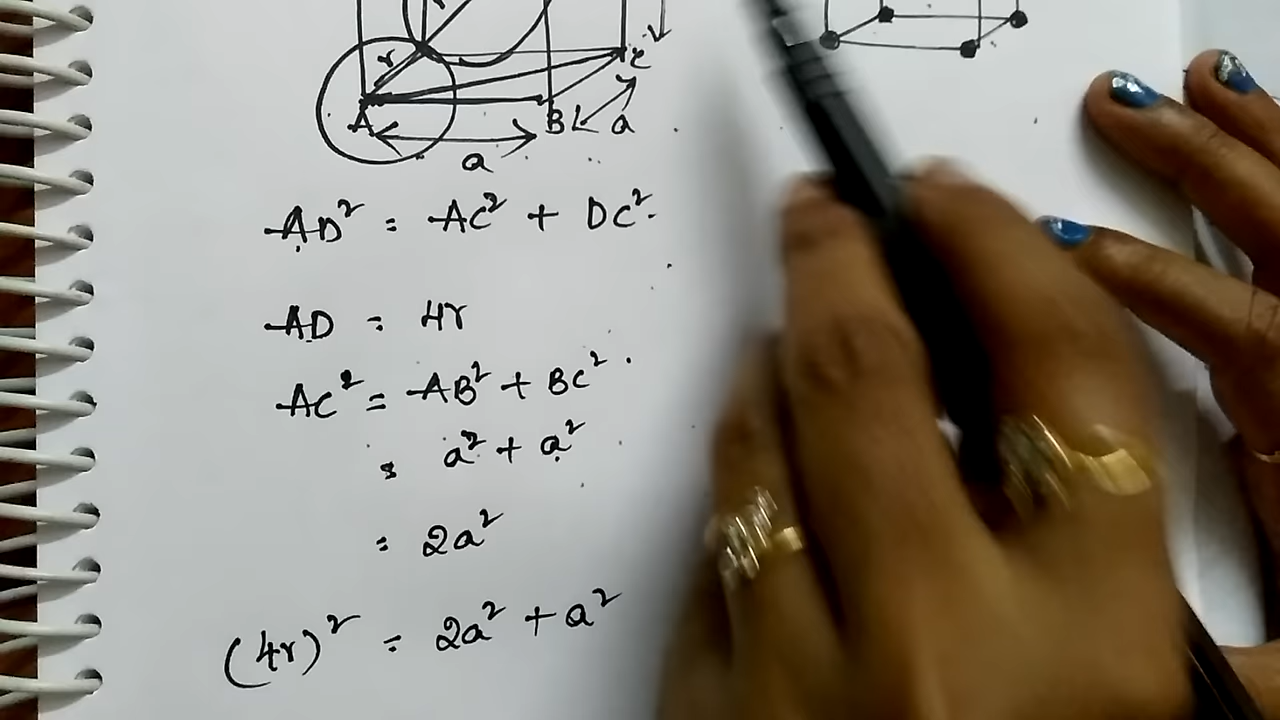 r
r
C
A
B
a
a
AD² = AC² + DC².
AD = 4r
AC² = AB² + BC².
= a² + a²
= 2a²
(4r)² = 2a² + a²